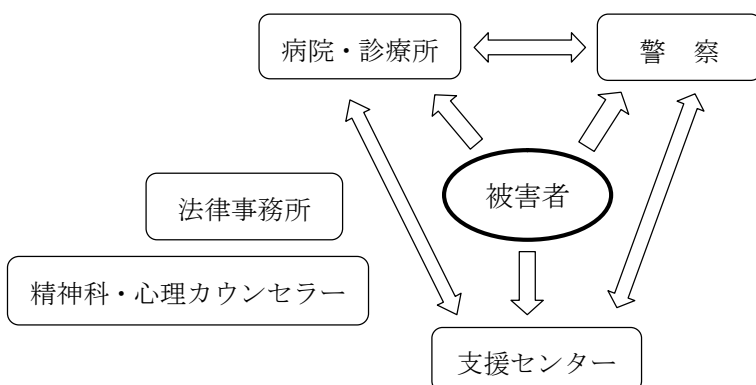 病院・診療所
警　察
被害者
法律事務所
精神科・心理カウンセラー
支援センター